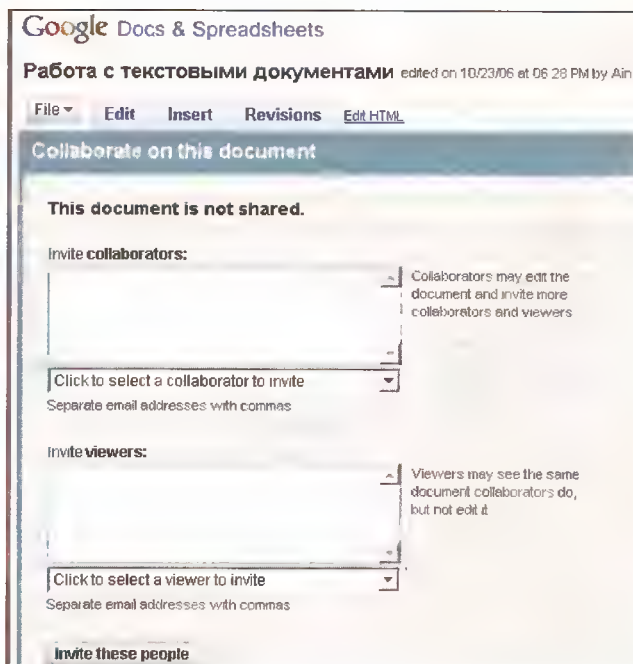 Google Docs & Spreadsheets
Работа с текстовыми документами edited on 10/23/06 at 06 28 PM by Ain
File Edit Insert Revisions Edit HTML
Collaborate on this document
This document is not shared.
Invite collaborators:
Collaborators may edit the
document and invite more
collaborators and viewers
Click to select a collaborator to invite
Separate email addresses with commas
Invite viewers:
Viewers may see the same
document collaborators do,
but not edit it
Click to select a viewer to invite
Separate email addresses with commas
Invite these people